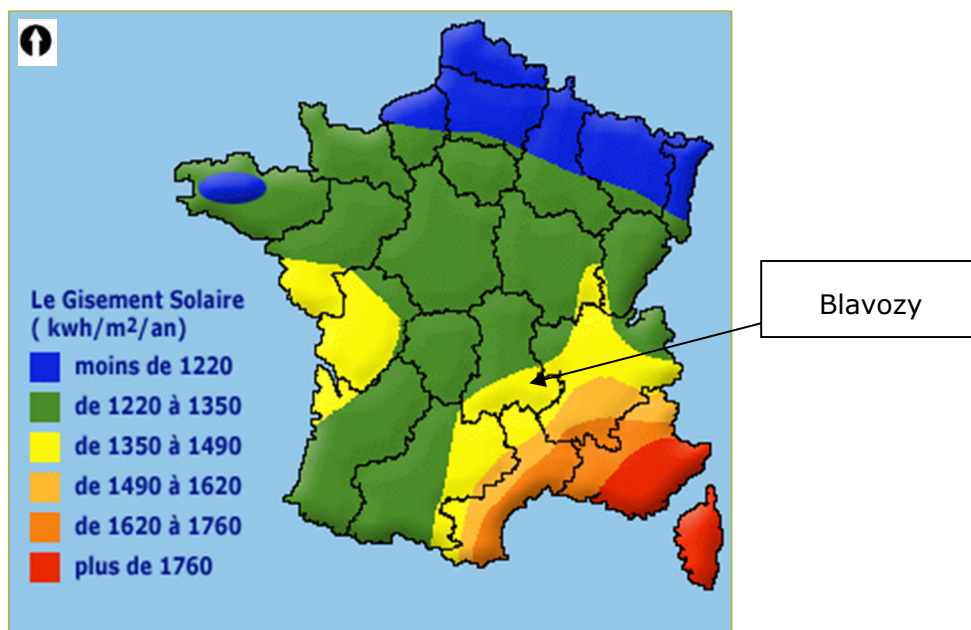 Le Gisement Solaire
( kwh/m²/an)
moins de 1220
de 1220 à 1350
de 1350 à 1490
de 1490 à 1620
de 1620 à 1760
plus de 1760
Blavozy